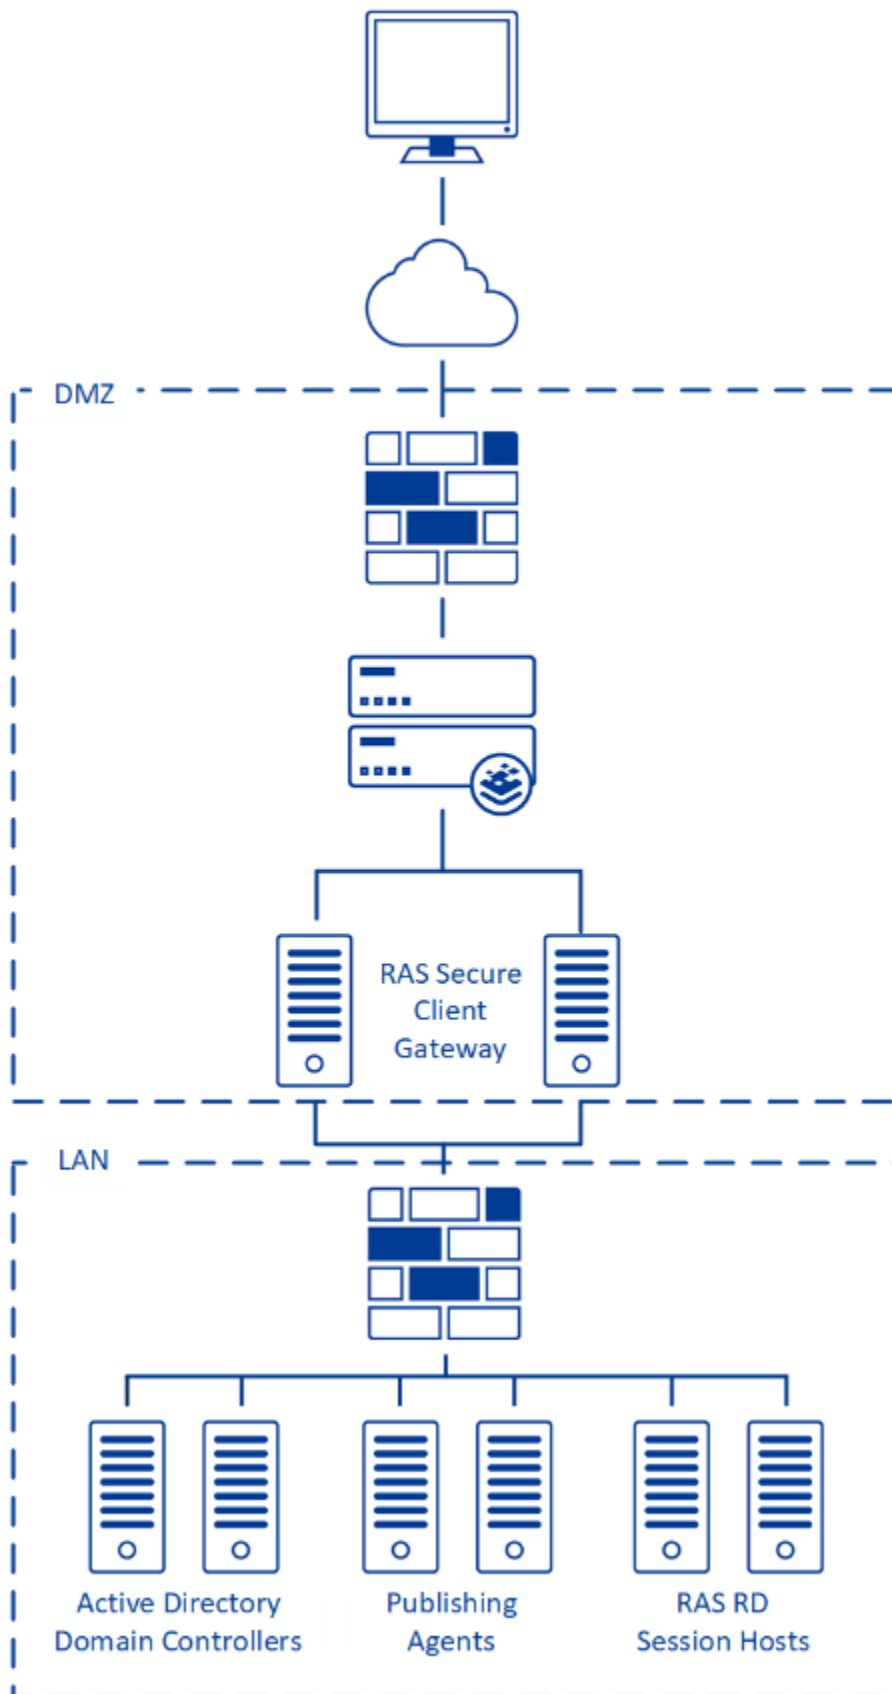 DMZ
RAS Secure
Client
Gateway
LAN
Active Directory
Domain Controllers
Publishing
Agents
RAS RD
Session Hosts